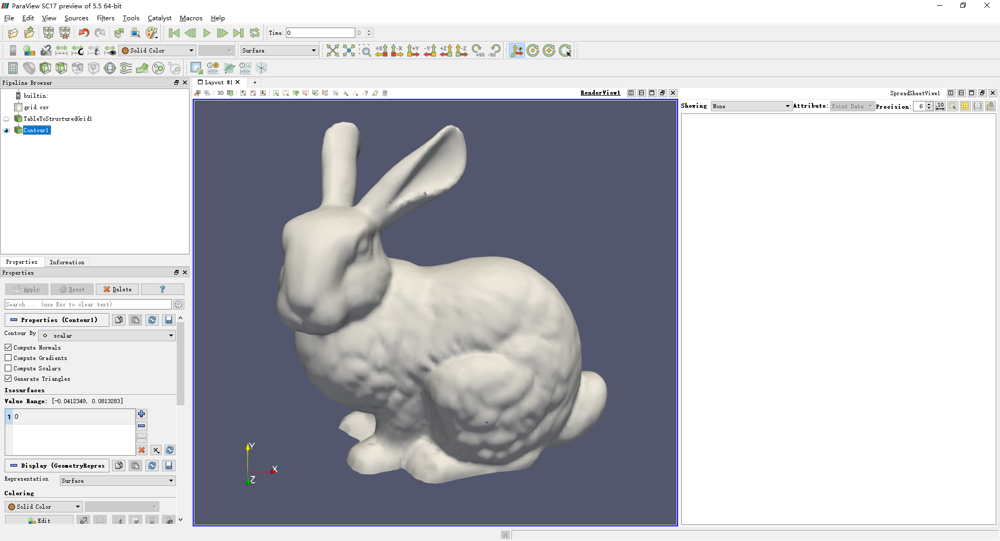 ParaView SC17 preview of 5.5 64-bit
File Edit View Sources Filters Tools Catalyst Macros Help
Time: 0 0
Solid Color Surface +X -X +Y -Y +Z -Z +90 -90
Pipeline Browser
builtin:
grid.csv
TableToStructuredGrid1
Contour1
Properties Information
Properties
Apply Reset Delete ?
Search ... (use Esc to clear text)
Properties (Contour1)
Contour By scalar
Compute Normals
Compute Gradients
Compute Scalars
Generate Triangles
Isosurfaces
Value Range: [-0.0412349, 0.0813283]
1 0
Display (GeometryRepres
Representation Surface
Coloring
Solid Color
Edit
Layout #1 +
3D RenderView1
Y
X
Z
SpreadSheetView1
Showing None Attribute: Point Data Precision: 6